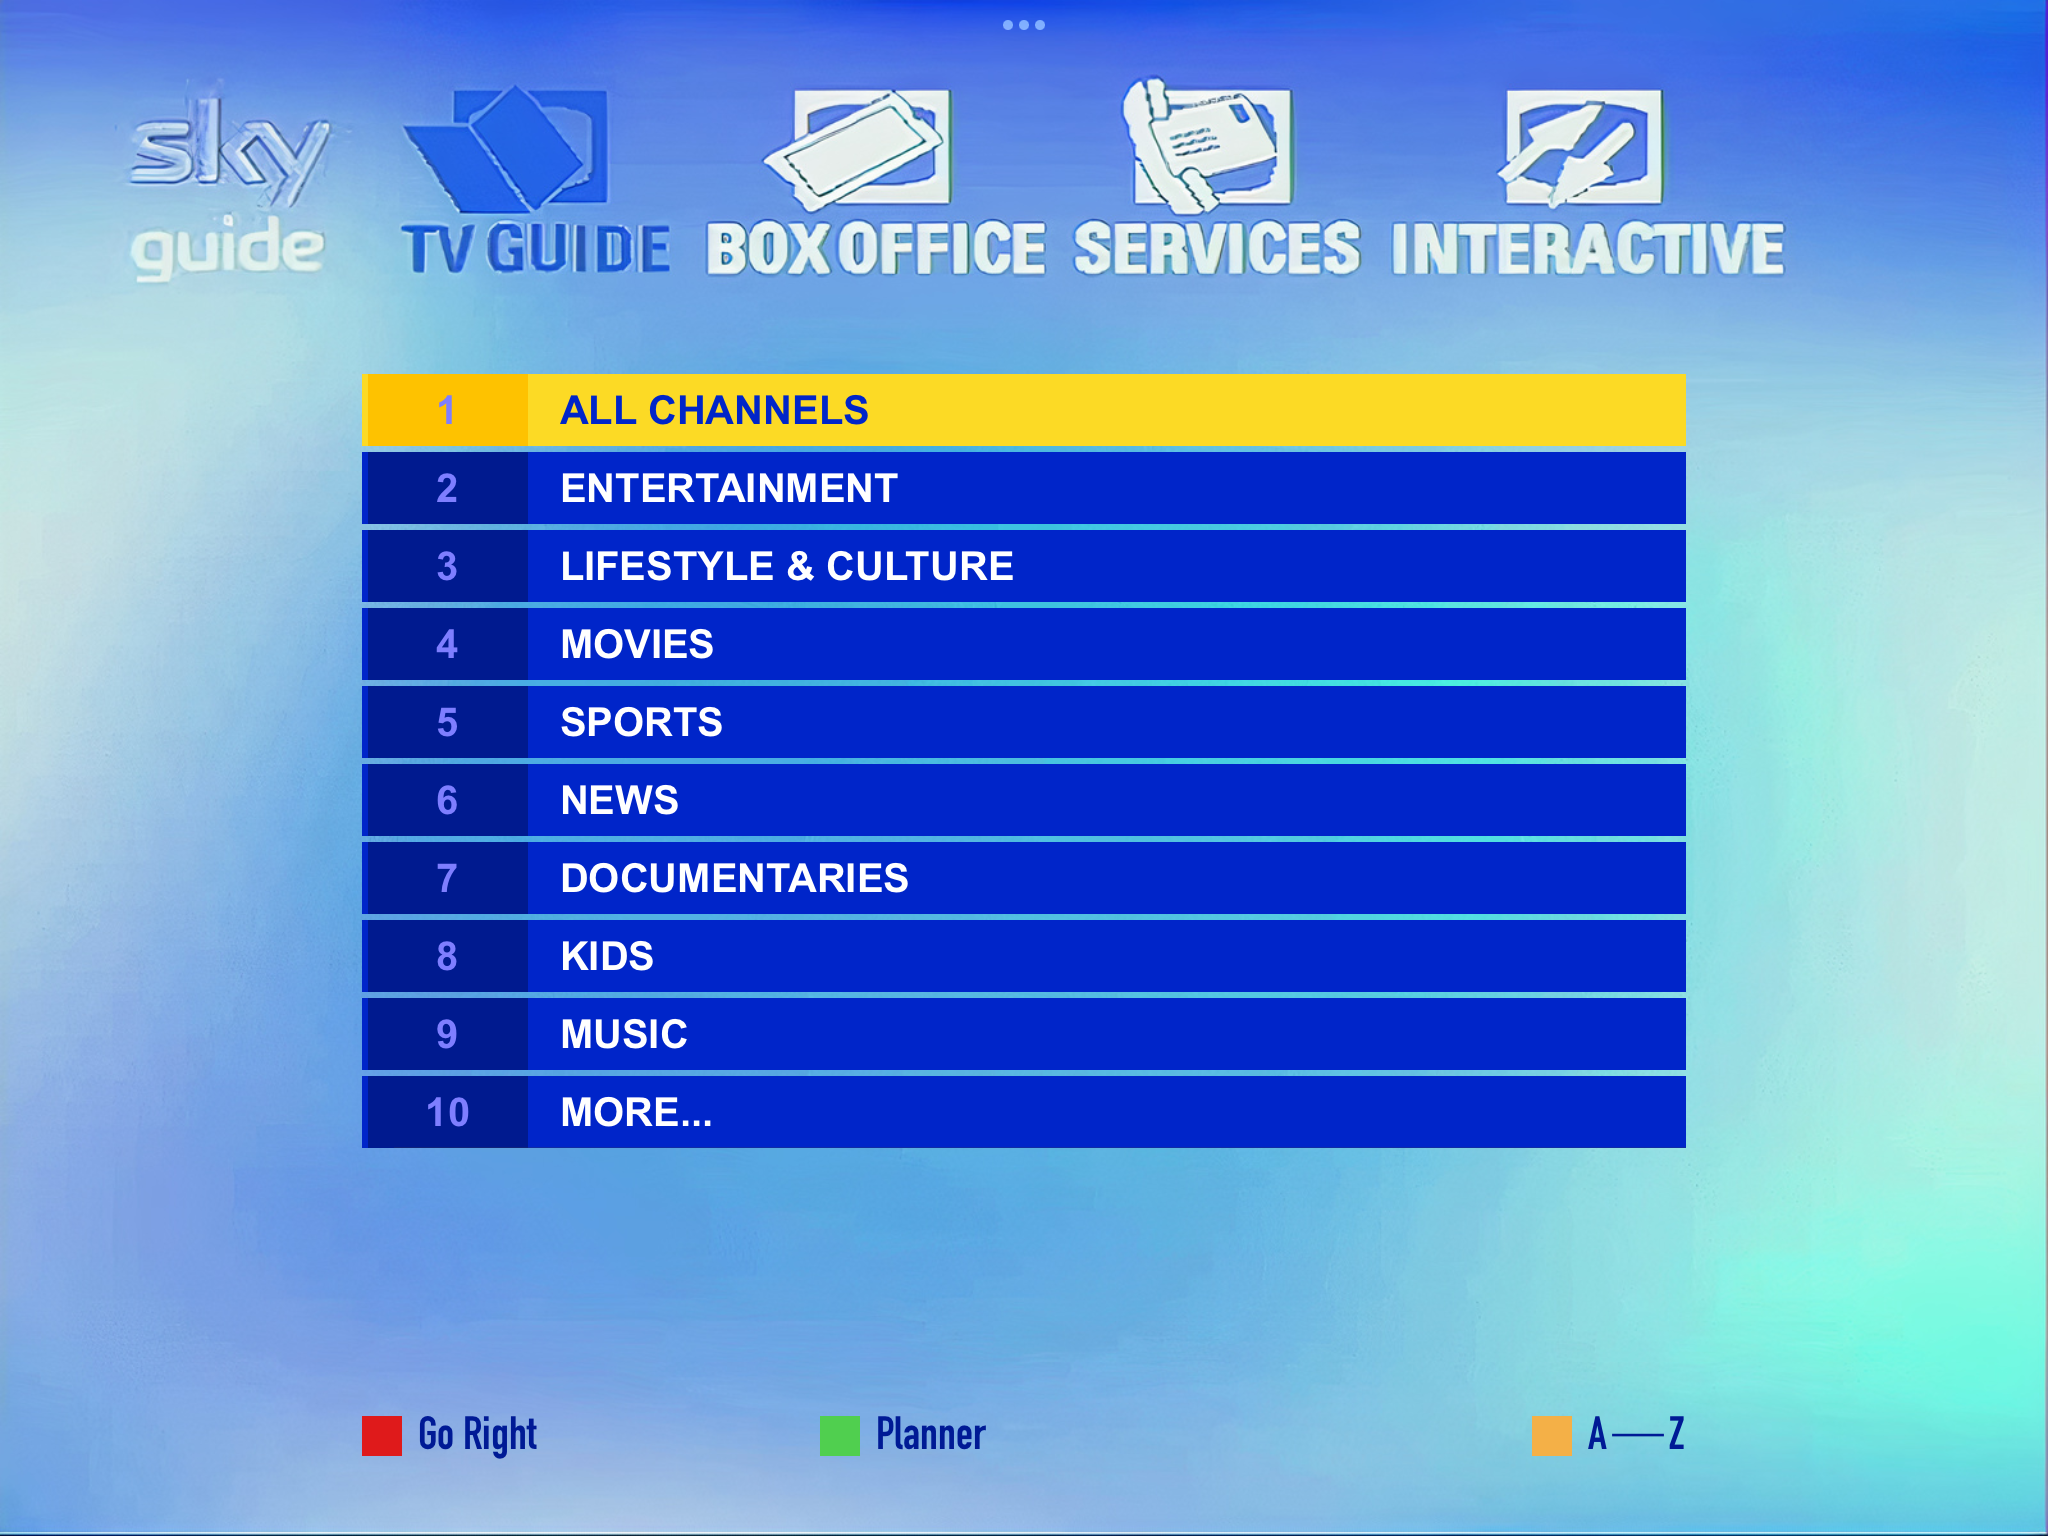 sky
guide
TV GUIDE
BOX OFFICE
SERVICES
INTERACTIVE
1 ALL CHANNELS
2 ENTERTAINMENT
3 LIFESTYLE & CULTURE
4 MOVIES
5 SPORTS
6 NEWS
7 DOCUMENTARIES
8 KIDS
9 MUSIC
10 MORE...
Go Right
Planner
A—Z